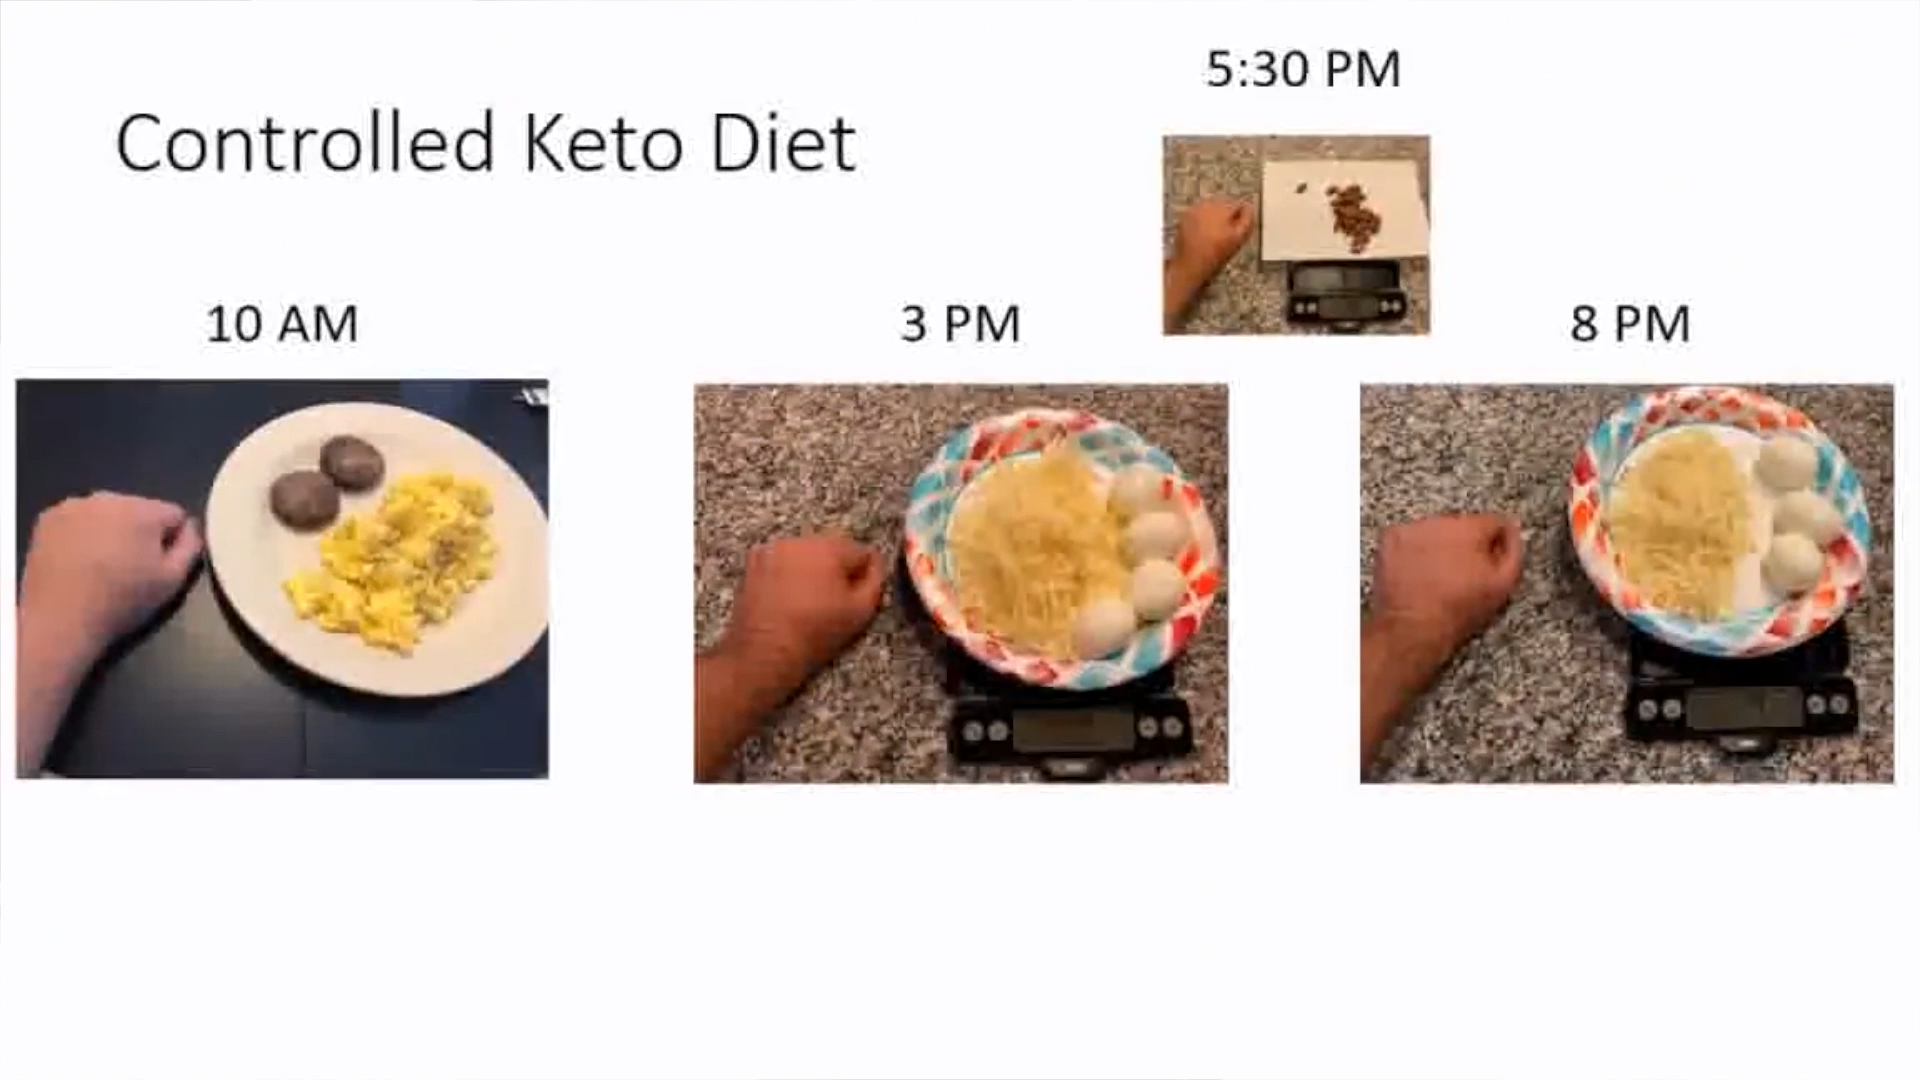 5:30 PM
Controlled Keto Diet
10 AM
3 PM
8 PM